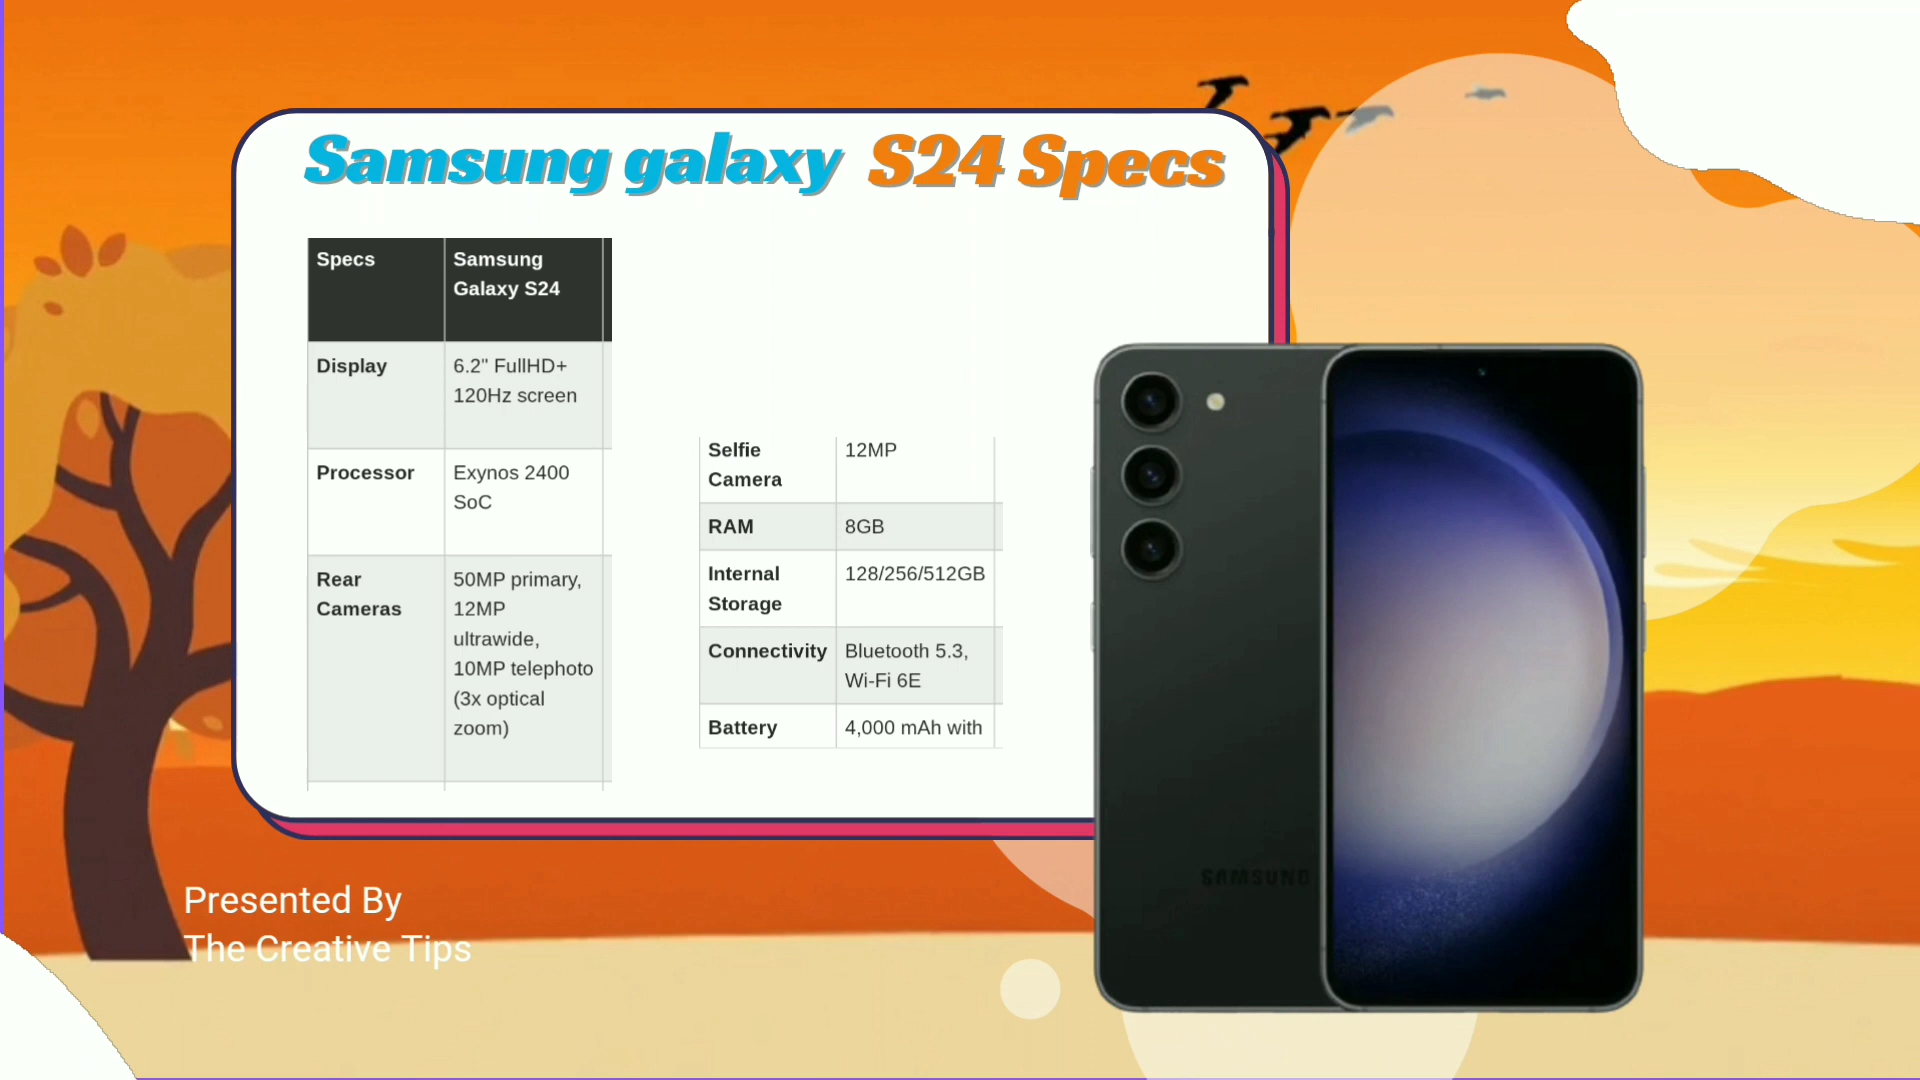 Samsung galaxy S24 Specs
Specs
Samsung
Galaxy S24
Display
6.2" FullHD+
120Hz screen
Processor
Exynos 2400
SoC
Rear
Cameras
50MP primary,
12MP
ultrawide,
10MP telephoto
(3x optical
zoom)
Selfie
Camera
12MP
RAM
8GB
Internal
Storage
128/256/512GB
Connectivity
Bluetooth 5.3,
Wi-Fi 6E
Battery
4,000 mAh with
SAMSUNG
Presented By
The Creative Tips